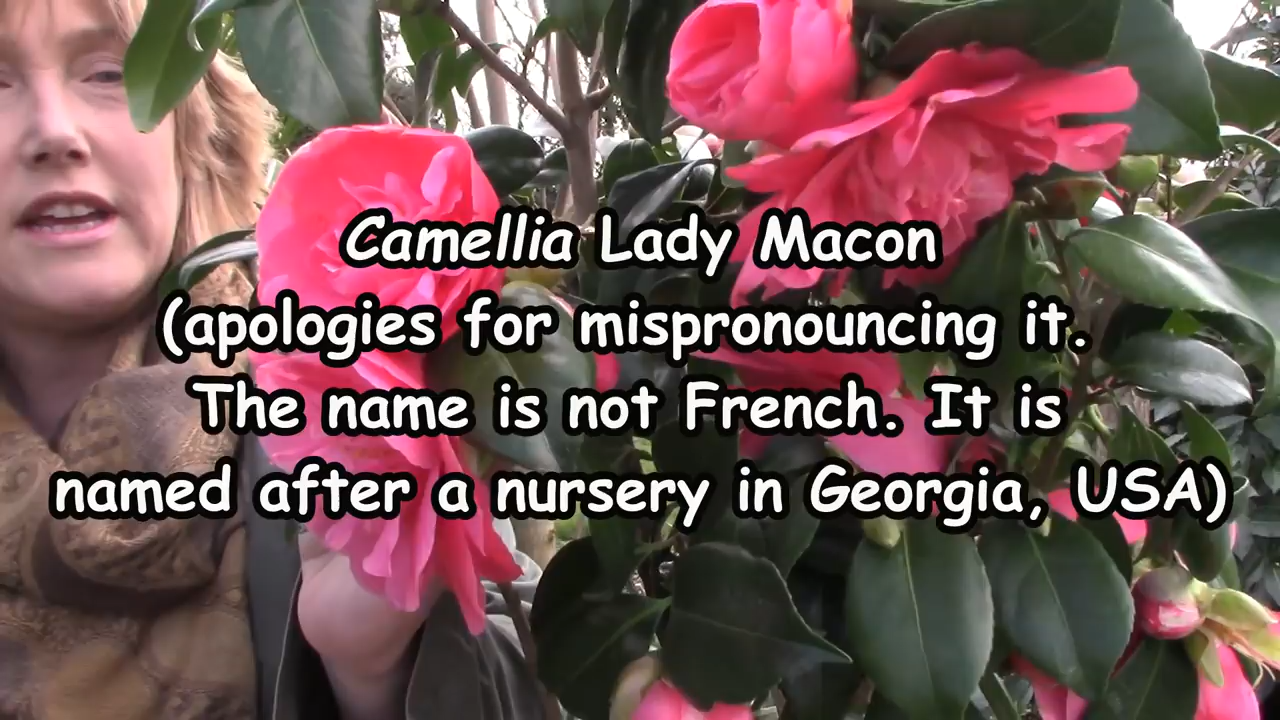 Camellia Lady Macon
(apologies for mispronouncing it.
The name is not French. It is
named after a nursery in Georgia, USA)